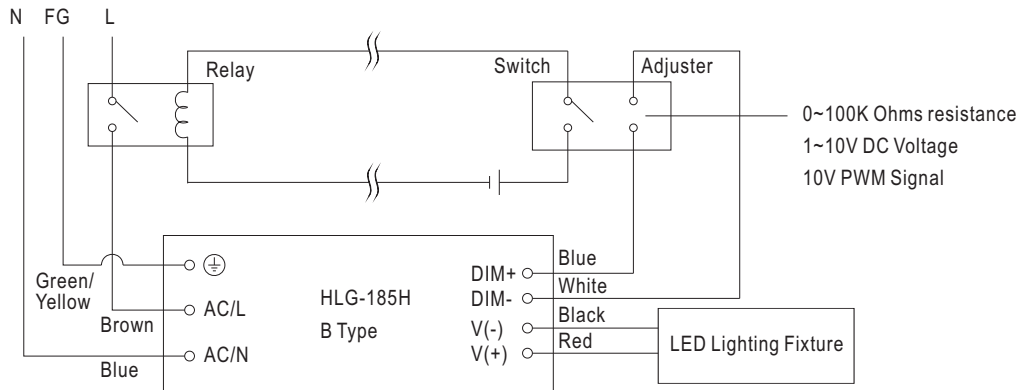 N FG L
Relay
Switch
Adjuster
0~100K Ohms resistance
1~10V DC Voltage
10V PWM Signal
Green/
Yellow
Brown
Blue
AC/L
AC/N
HLG-185H
B Type
DIM+
DIM-
V(-)
V(+)
Blue
White
Black
Red
LED Lighting Fixture